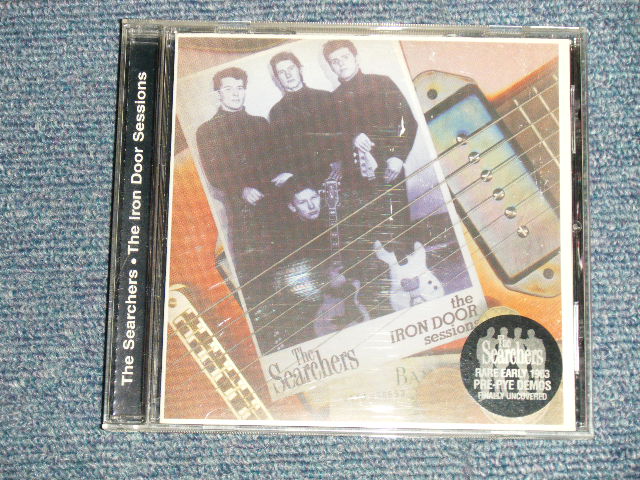 The Searchers • The Iron Door Sessions
the
iRON DOOR
sessions
The
Searchers
The
Searchers
RARE EARLY 1963
PRE-PYE DEMOS
FINALLY UNCOVERED